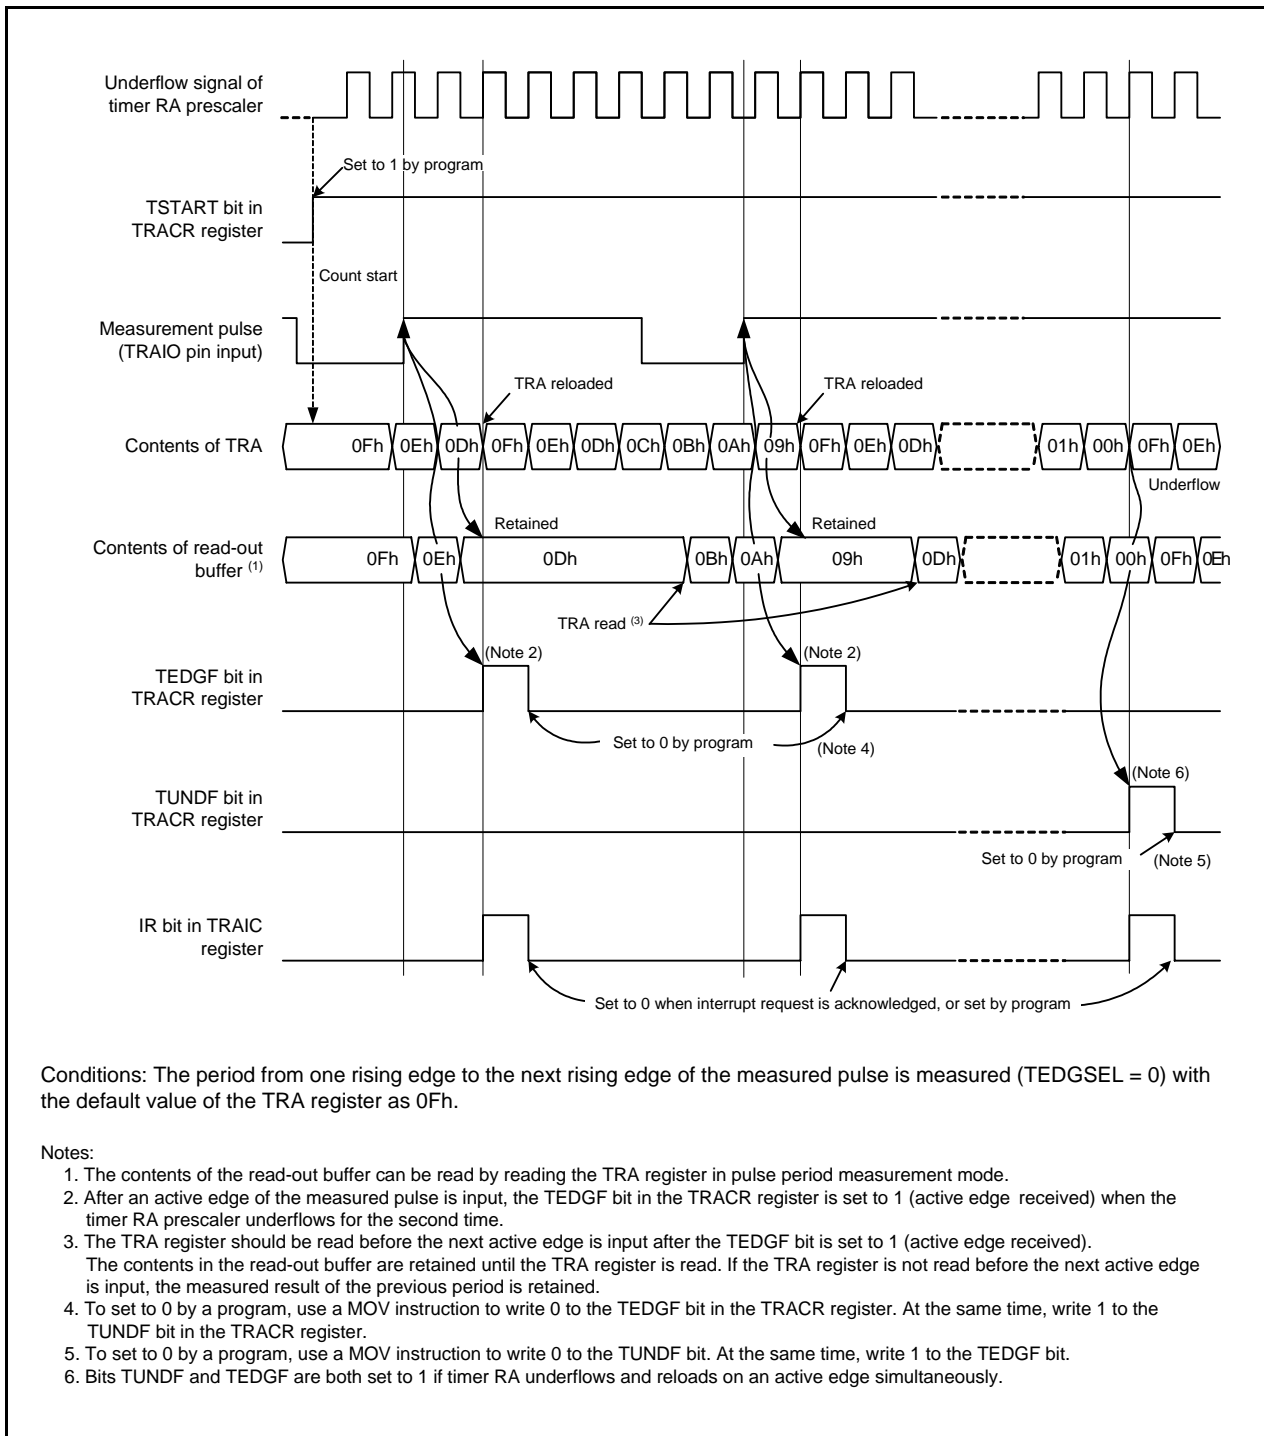 Underflow signal of
timer RA prescaler
Set to 1 by program
TSTART bit in
TRACR register
Count start
Measurement pulse
(TRAIO pin input)
TRA reloaded
TRA reloaded
Contents of TRA
0Fh 0Eh 0Dh 0Fh 0Eh 0Dh 0Ch 0Bh 0Ah 09h 0Fh 0Eh 0Dh 01h 00h 0Fh 0Eh
Underflow
Retained
Retained
Contents of read-out
buffer (1)
0Fh 0Eh 0Dh 0Bh 0Ah 09h 0Dh 01h 00h 0Fh 0Eh
TRA read (3)
(Note 2)
(Note 2)
TEDGF bit in
TRACR register
Set to 0 by program
(Note 4)
(Note 6)
TUNDF bit in
TRACR register
Set to 0 by program
(Note 5)
IR bit in TRAIC
register
Set to 0 when interrupt request is acknowledged, or set by program
Conditions: The period from one rising edge to the next rising edge of the measured pulse is measured (TEDGSEL = 0) with
the default value of the TRA register as 0Fh.
Notes:
1. The contents of the read-out buffer can be read by reading the TRA register in pulse period measurement mode.
2. After an active edge of the measured pulse is input, the TEDGF bit in the TRACR register is set to 1 (active edge received) when the
timer RA prescaler underflows for the second time.
3. The TRA register should be read before the next active edge is input after the TEDGF bit is set to 1 (active edge received).
The contents in the read-out buffer are retained until the TRA register is read. If the TRA register is not read before the next active edge
is input, the measured result of the previous period is retained.
4. To set to 0 by a program, use a MOV instruction to write 0 to the TEDGF bit in the TRACR register. At the same time, write 1 to the
TUNDF bit in the TRACR register.
5. To set to 0 by a program, use a MOV instruction to write 0 to the TUNDF bit. At the same time, write 1 to the TEDGF bit.
6. Bits TUNDF and TEDGF are both set to 1 if timer RA underflows and reloads on an active edge simultaneously.